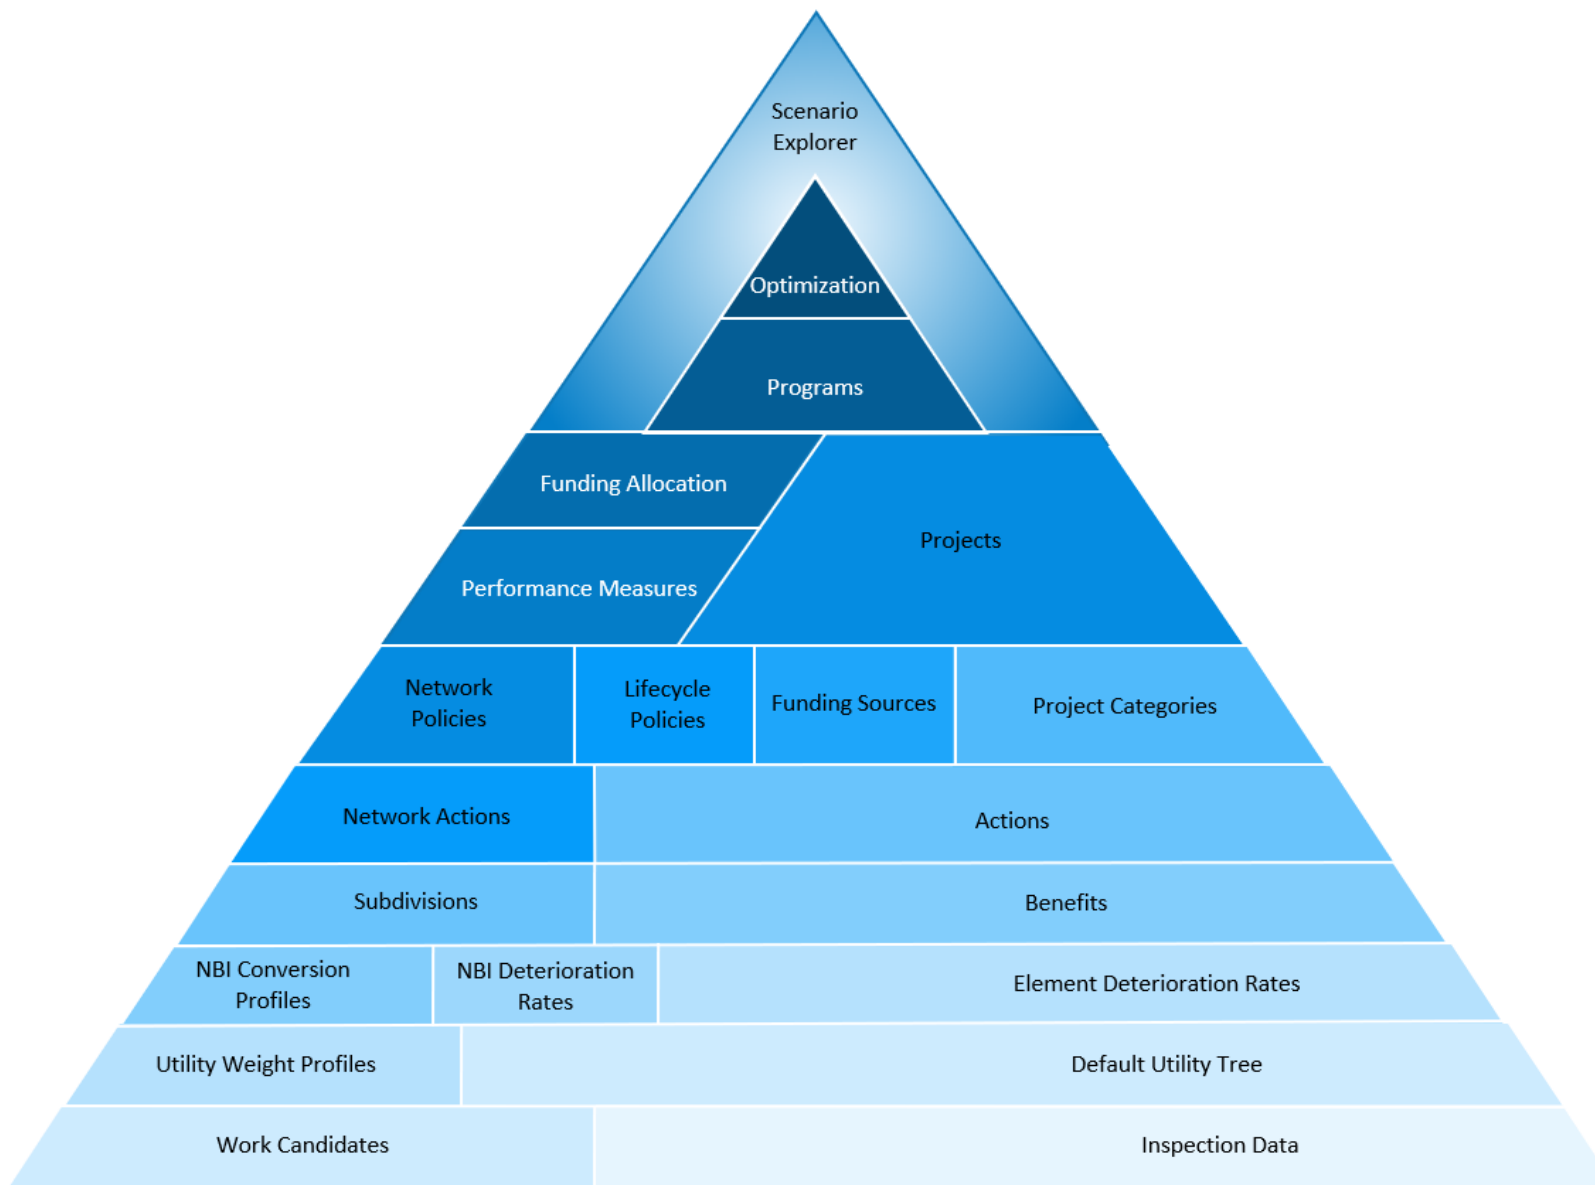 Scenario
Explorer
Optimization
Programs
Funding Allocation
Projects
Performance Measures
Network
Policies
Lifecycle
Policies
Funding Sources
Project Categories
Network Actions
Actions
Subdivisions
Benefits
NBI Conversion
Profiles
NBI Deterioration
Rates
Element Deterioration Rates
Utility Weight Profiles
Default Utility Tree
Work Candidates
Inspection Data